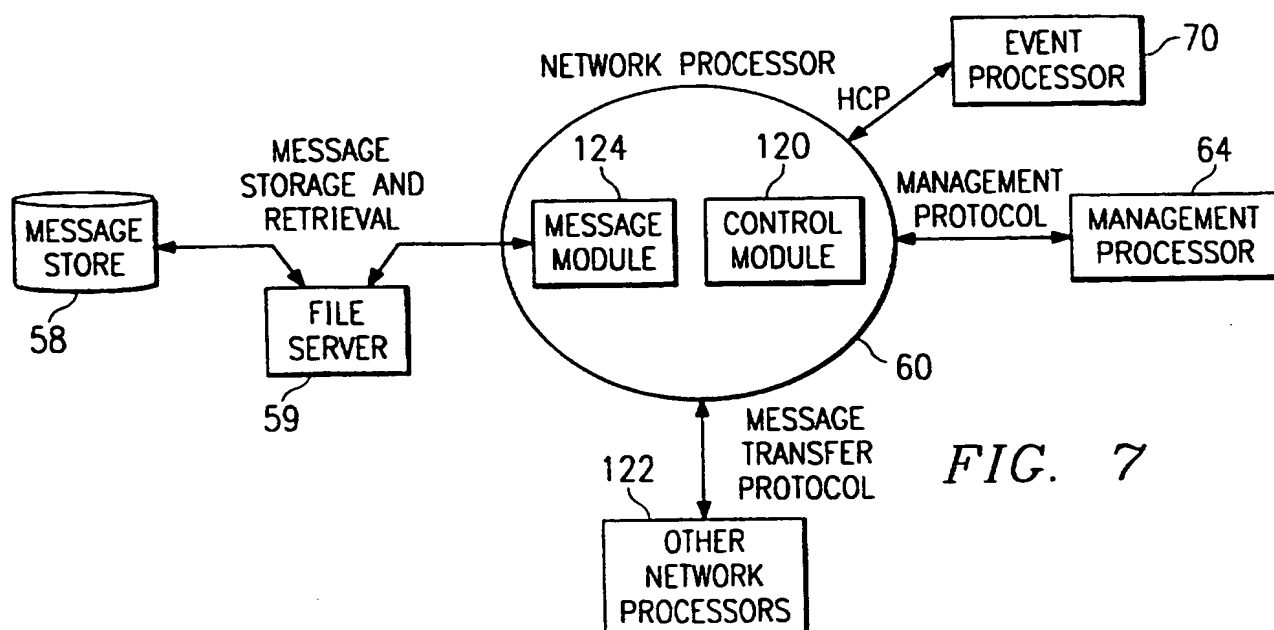 NETWORK PROCESSOR
HCP
EVENT
PROCESSOR
70
MESSAGE
STORAGE AND
RETRIEVAL
124
120
MANAGEMENT
PROTOCOL
64
MESSAGE
STORE
MESSAGE
MODULE
CONTROL
MODULE
MANAGEMENT
PROCESSOR
58
FILE
SERVER
59
60
MESSAGE
TRANSFER
PROTOCOL
122
OTHER
NETWORK
PROCESSORS
FIG. 7